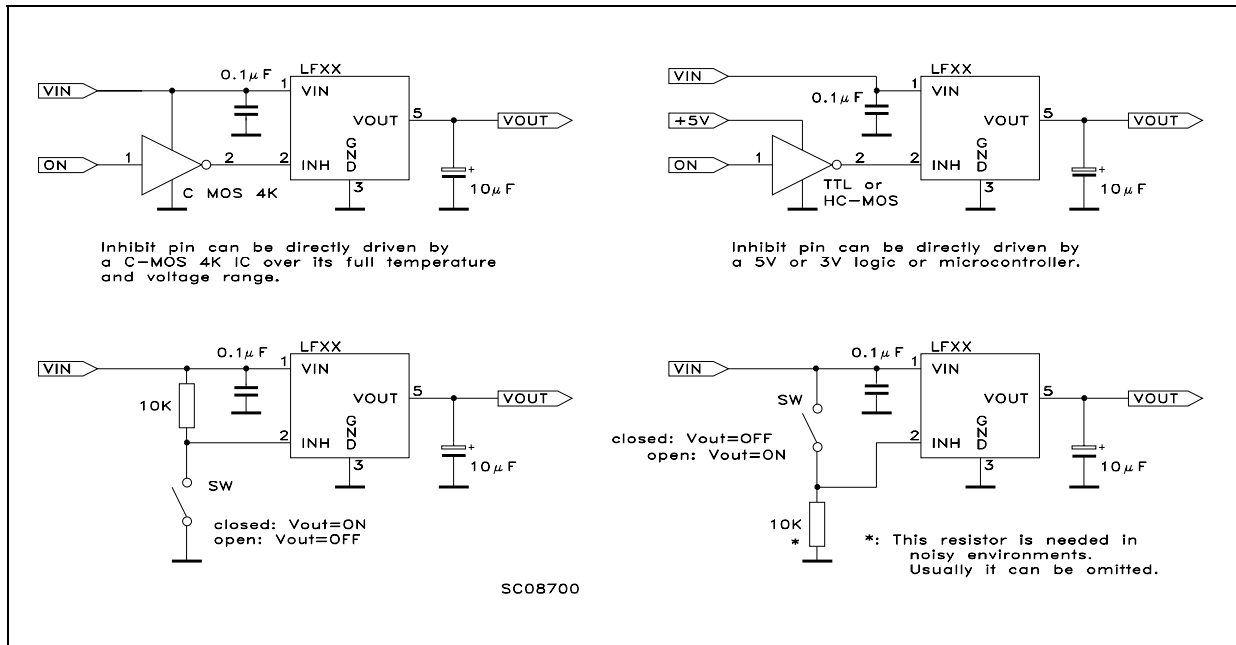 LFXX
0.1μF
VIN
1
VIN
VOUT
5
VOUT
ON
1
2
2
INH
GND
3
C MOS 4K
+
10μF
Inhibit pin can be directly driven by
a C-MOS 4K IC over its full temperature
and voltage range.
LFXX
VIN
1
VIN
0.1μF
+5V
VOUT
5
VOUT
ON
1
2
2
INH
GND
3
TTL or
HC-MOS
+
10μF
Inhibit pin can be directly driven by
a 5V or 3V logic or microcontroller.
LFXX
0.1μF
VIN
1
VIN
10K
VOUT
5
VOUT
2
INH
GND
3
+
10μF
SW
closed: Vout=ON
open: Vout=OFF
LFXX
0.1μF
VIN
1
VIN
SW
VOUT
5
VOUT
closed: Vout=OFF
open: Vout=ON
2
INH
GND
3
+
10μF
10K
*
*: This resistor is needed in
noisy environments.
Usually it can be omitted.
SC08700